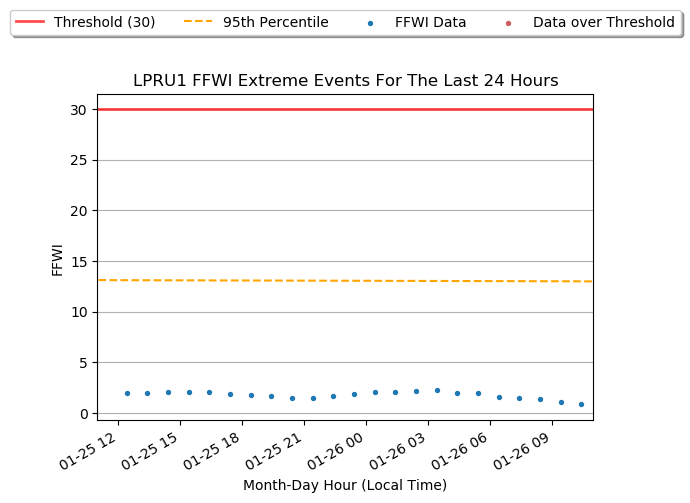 Threshold (30) 95th Percentile FFWI Data Data over Threshold
LPRU1 FFWI Extreme Events For The Last 24 Hours
30
25
20
15
10
5
0
FFWI
01-25 12 01-25 15 01-25 18 01-25 21 01-26 00 01-26 03 01-26 06 01-26 09
Month-Day Hour (Local Time)